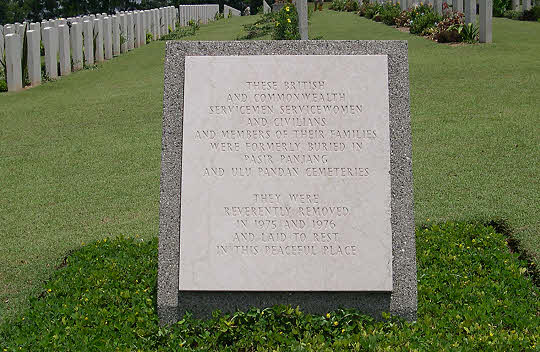 THESE BRITISH
AND COMMONWEALTH
SERVICEMEN SERVICEWOMEN
AND CIVILIANS
AND MEMBERS OF THEIR FAMILIES
WERE FORMERLY BURIED IN
PASIR PANJANG
AND ULU PANDAN CEMETERIES
THEY WERE
REVERENTLY REMOVED
IN 1975 AND 1976
AND LAID TO REST
IN THIS PEACEFUL PLACE